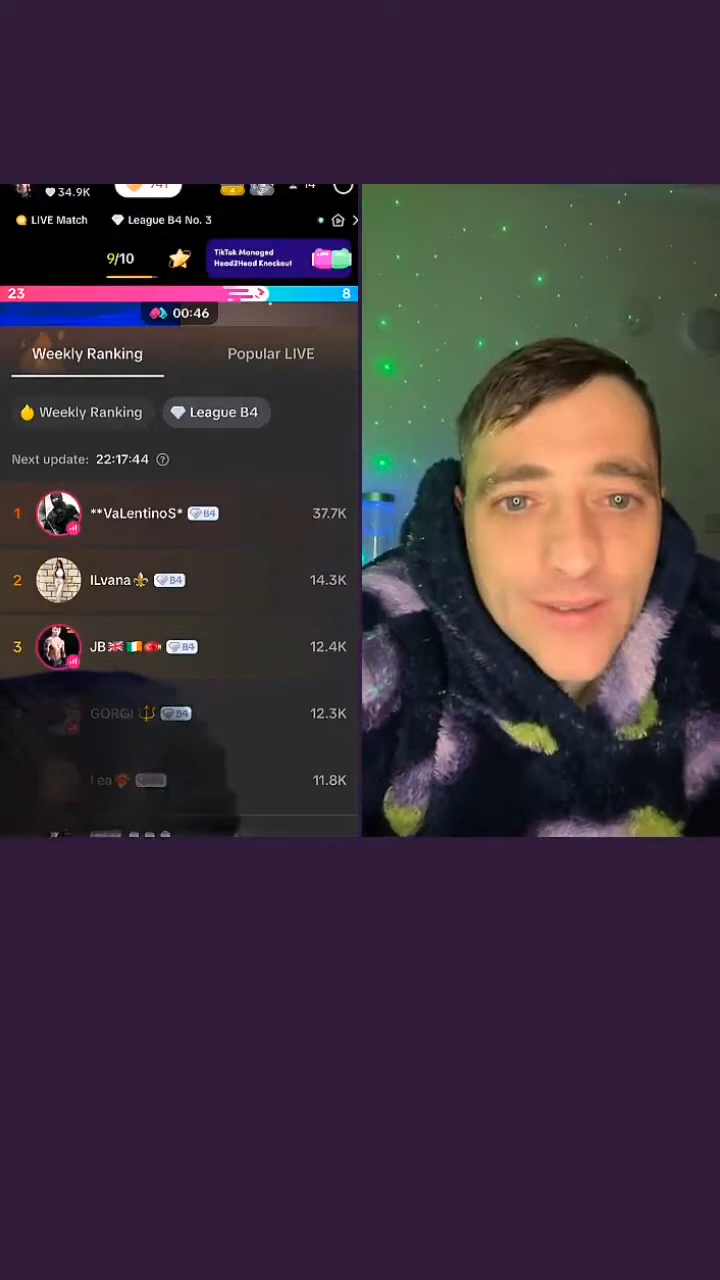 34.9K
LIVE Match League B4 No. 3
9/10
TikTok Managed
Head2Head Knockout
23 8
00:46
Weekly Ranking Popular LIVE
Weekly Ranking League B4
Next update: 22:17:44 ?
1 **VaLentinoS* B4 37.7K
2 ILvana⚜️ B4 14.3K
3 JB🇬🇧🇮🇪🇹🇷 B4 12.4K
GORGI 🔱 B4 12.3K
Lea🌹 11.8K